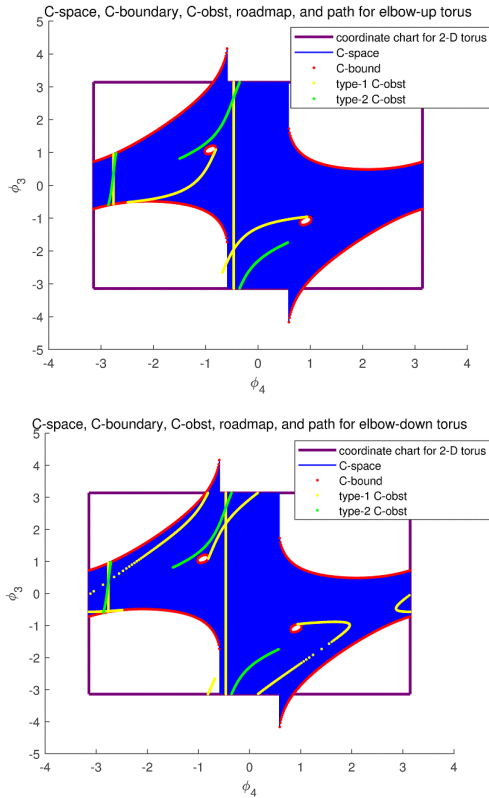 C-space, C-boundary, C-obst, roadmap, and path for elbow-up torus
coordinate chart for 2-D torus
C-space
C-bound
type-1 C-obst
type-2 C-obst
5
4
3
2
1
0
-1
-2
-3
-4
-5
ϕ3
-4 -3 -2 -1 0 1 2 3 4
ϕ4
C-space, C-boundary, C-obst, roadmap, and path for elbow-down torus
coordinate chart for 2-D torus
C-space
C-bound
type-1 C-obst
type-2 C-obst
5
4
3
2
1
0
-1
-2
-3
-4
-5
ϕ3
-4 -3 -2 -1 0 1 2 3 4
ϕ4